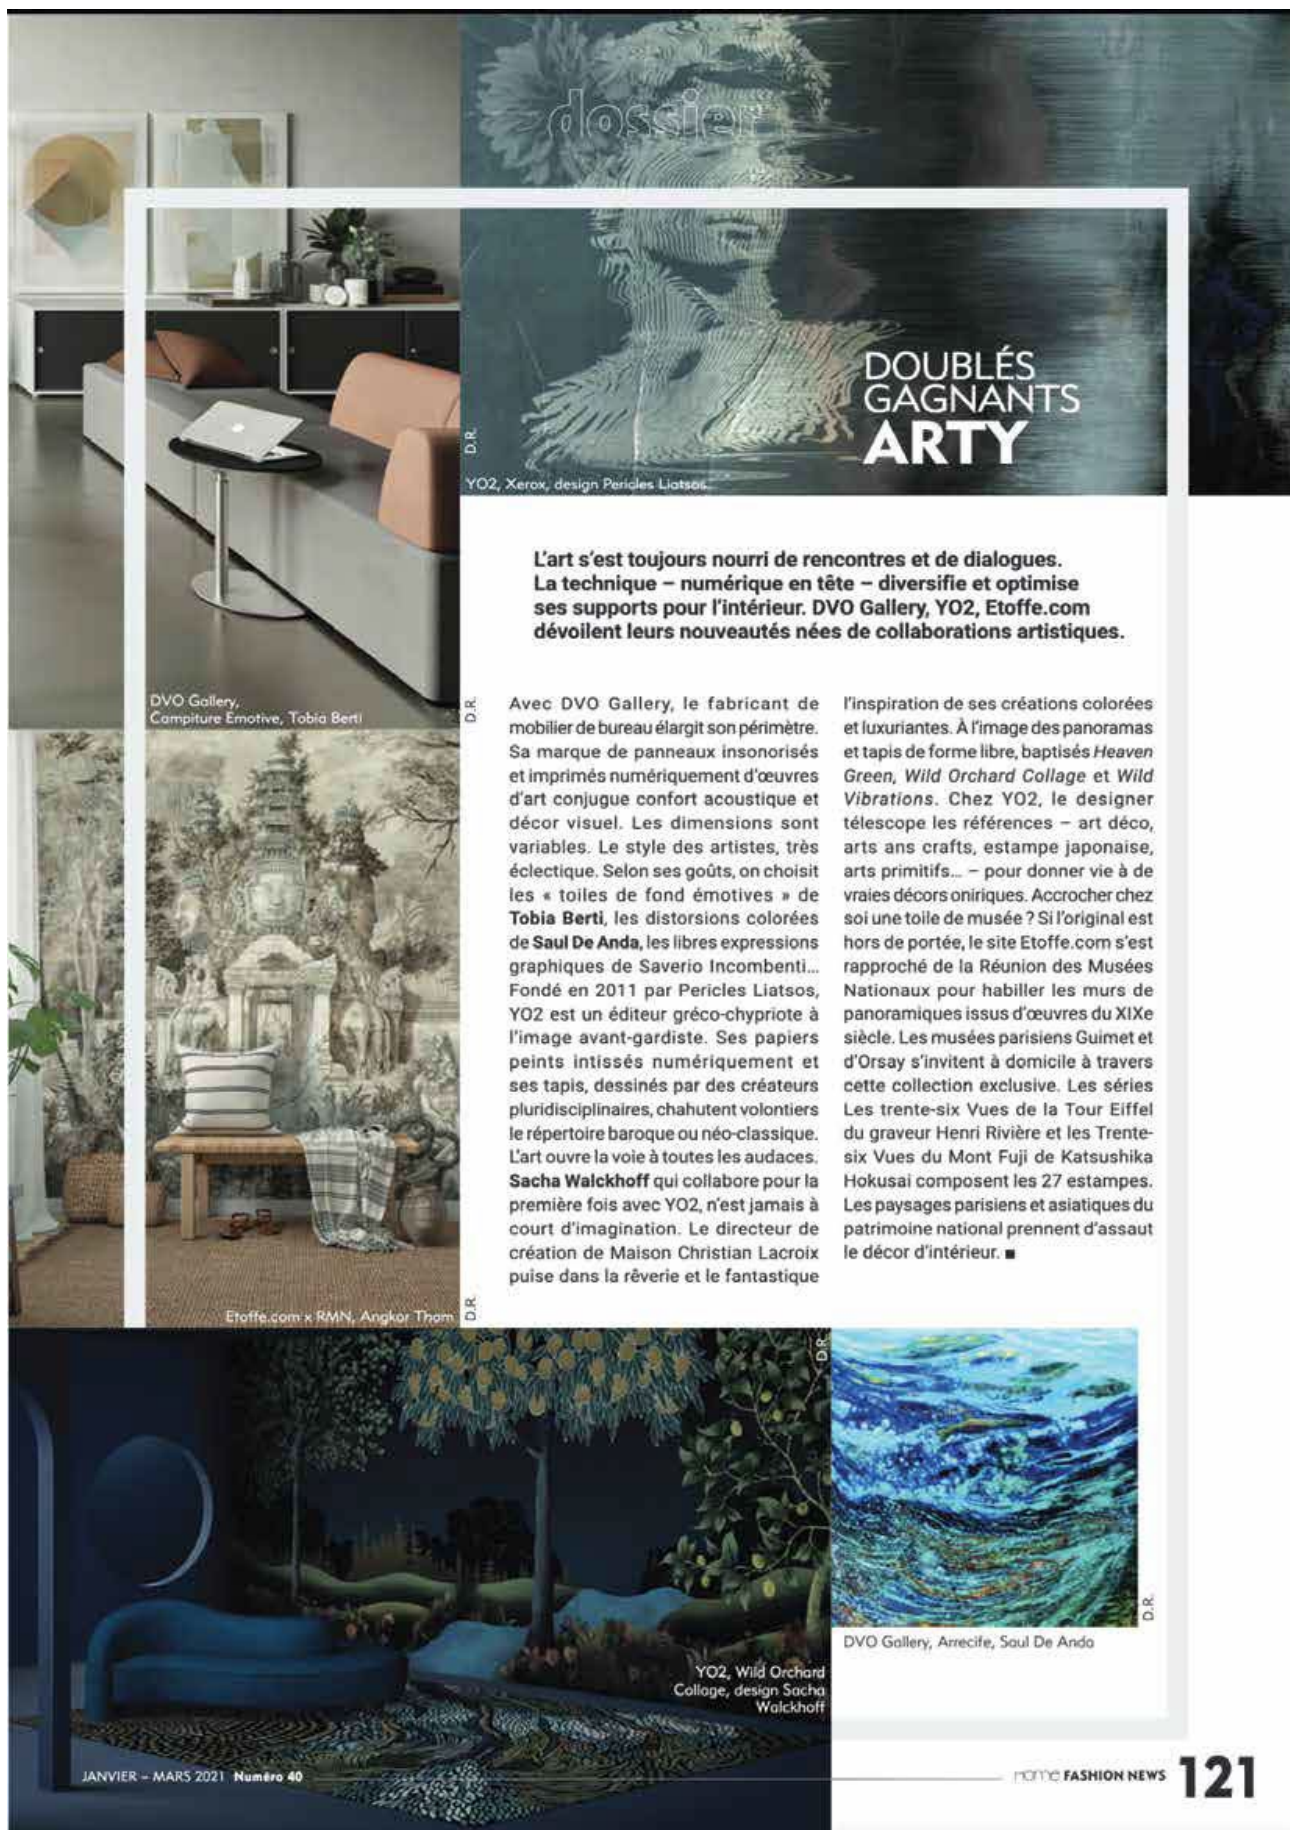 dossier
DOUBLÉS
GAGNANTS
ARTY
D.R.
YO2, Xerox, design Pericles Liatsos
L'art s'est toujours nourri de rencontres et de dialogues.
La technique – numérique en tête – diversifie et optimise
ses supports pour l'intérieur. DVO Gallery, YO2, Etoffe.com
dévoilent leurs nouveautés nées de collaborations artistiques.
DVO Gallery,
Campiture Emotive, Tobia Berti
D.R.
Avec DVO Gallery, le fabricant de
mobilier de bureau élargit son périmètre.
Sa marque de panneaux insonorisés
et imprimés numériquement d'œuvres
d'art conjugue confort acoustique et
décor visuel. Les dimensions sont
variables. Le style des artistes, très
éclectique. Selon ses goûts, on choisit
les « toiles de fond émotives » de
Tobia Berti, les distorsions colorées
de Saul De Anda, les libres expressions
graphiques de Saverio Incombenti...
Fondé en 2011 par Pericles Liatsos,
YO2 est un éditeur gréco-chypriote à
l'image avant-gardiste. Ses papiers
peints intissés numériquement et
ses tapis, dessinés par des créateurs
pluridisciplinaires, chahutent volontiers
le répertoire baroque ou néo-classique.
L'art ouvre la voie à toutes les audaces.
Sacha Walckhoff qui collabore pour la
première fois avec YO2, n'est jamais à
court d'imagination. Le directeur de
création de Maison Christian Lacroix
puise dans la rêverie et le fantastique
l'inspiration de ses créations colorées
et luxuriantes. À l'image des panoramas
et tapis de forme libre, baptisés Heaven
Green, Wild Orchard Collage et Wild
Vibrations. Chez YO2, le designer
télescope les références – art déco,
arts ans crafts, estampe japonaise,
arts primitifs... – pour donner vie à de
vraies décors oniriques. Accrocher chez
soi une toile de musée ? Si l'original est
hors de portée, le site Etoffe.com s'est
rapproché de la Réunion des Musées
Nationaux pour habiller les murs de
panoramiques issus d'œuvres du XIXe
siècle. Les musées parisiens Guimet et
d'Orsay s'invitent à domicile à travers
cette collection exclusive. Les séries
Les trente-six Vues de la Tour Eiffel
du graveur Henri Rivière et les Trente-
six Vues du Mont Fuji de Katsushika
Hokusai composent les 27 estampes.
Les paysages parisiens et asiatiques du
patrimoine national prennent d'assaut
le décor d'intérieur. ■
Etoffe.com x RMN, Angkor Thom
D.R.
D.R.
D.R.
DVO Gallery, Arrecife, Saul De Anda
YO2, Wild Orchard
Collage, design Sacha
Walckhoff
JANVIER – MARS 2021 Numéro 40
home FASHION NEWS 121